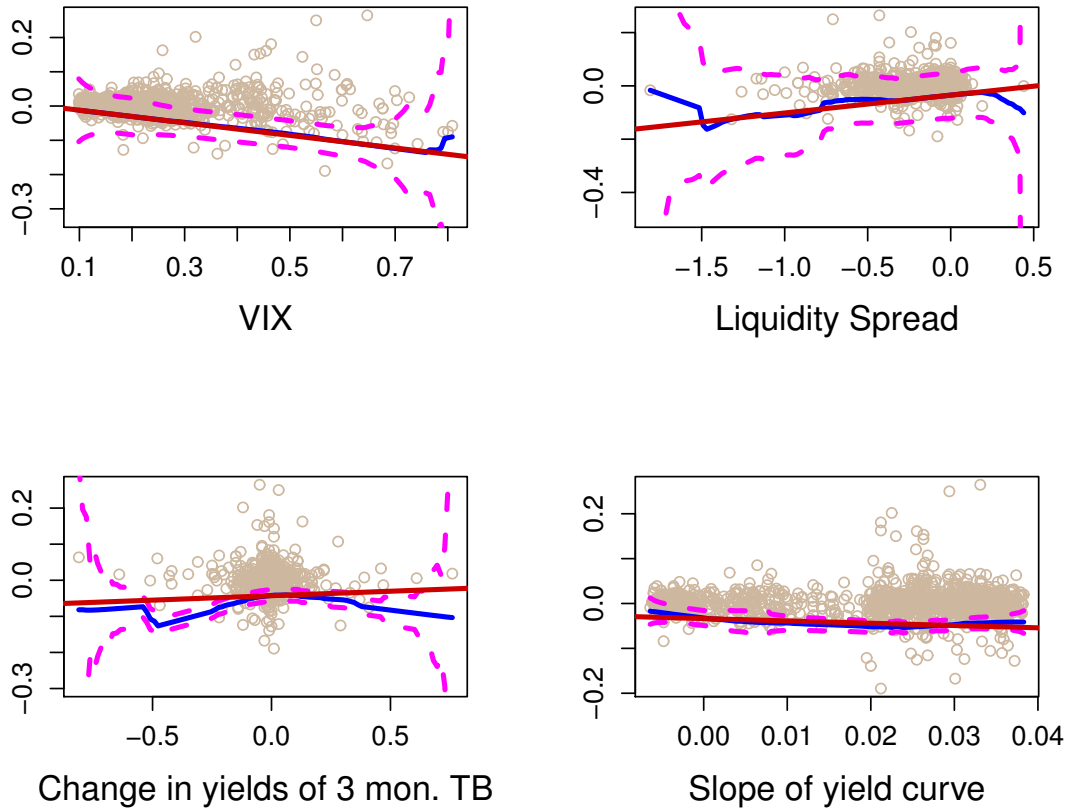 0.2
0.0
−0.3
0.1 0.3 0.5 0.7
VIX
0.0
−0.4
−1.5 −1.0 −0.5 0.0 0.5
Liquidity Spread
0.2
0.0
−0.3
−0.5 0.0 0.5
Change in yields of 3 mon. TB
0.2
0.0
−0.2
0.00 0.01 0.02 0.03 0.04
Slope of yield curve